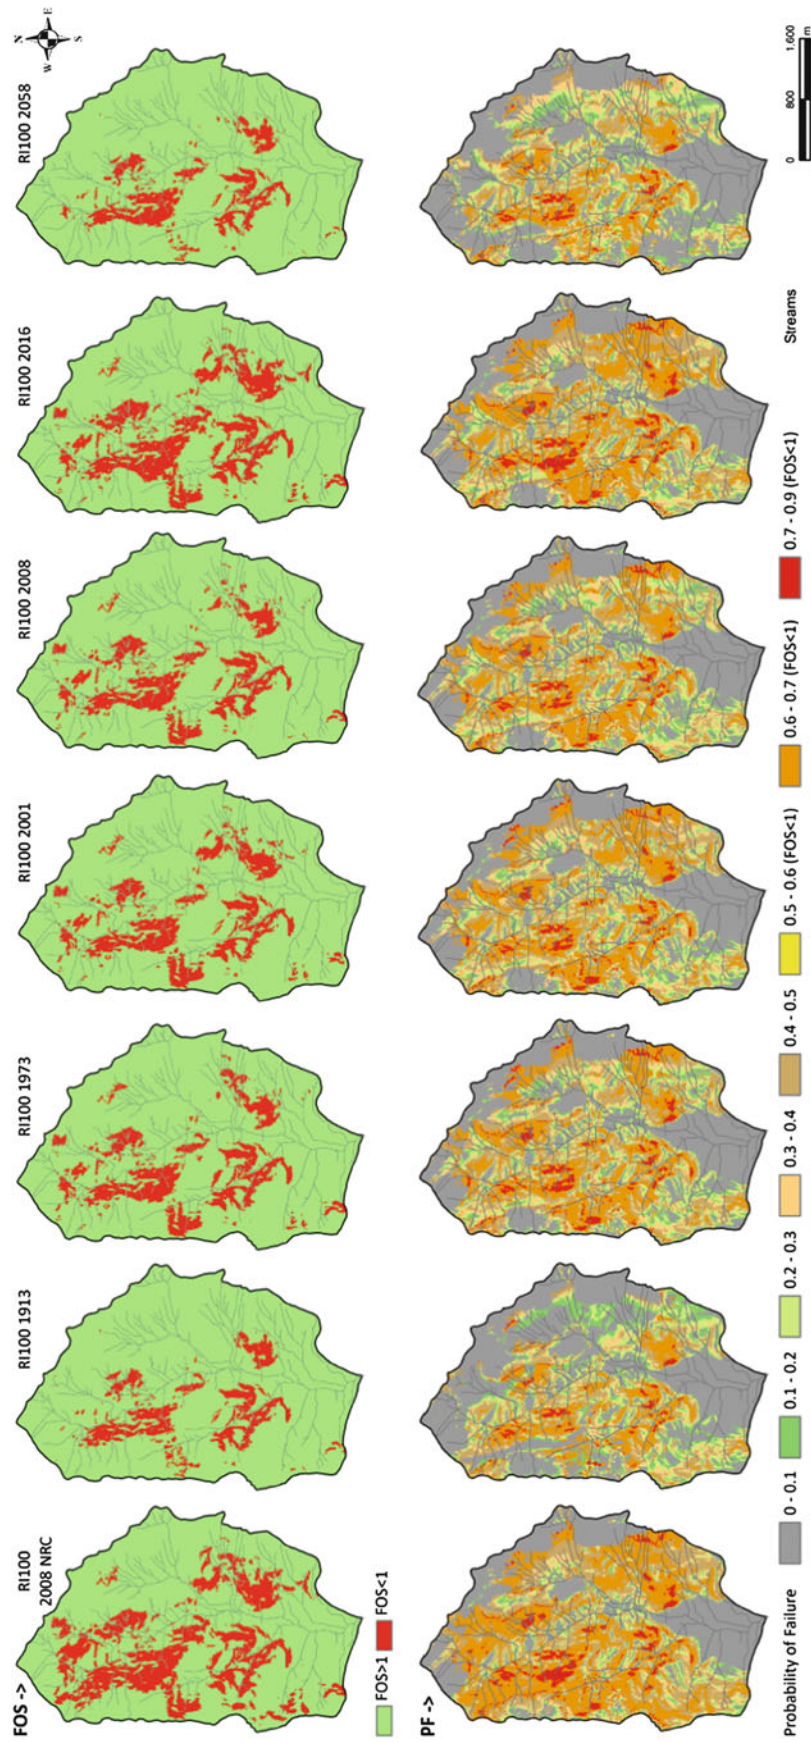 FOS ->
RI100
2008 NRC
RI100 1913
RI100 1973
RI100 2001
RI100 2008
RI100 2016
RI100 2058
N
E
S
W
FOS>1
FOS<1
PF ->
Probability of Failure
0 - 0.1
0.1 - 0.2
0.2 - 0.3
0.3 - 0.4
0.4 - 0.5
0.5 - 0.6 (FOS<1)
0.6 - 0.7 (FOS<1)
0.7 - 0.9 (FOS<1)
Streams
0
800
1.600
m